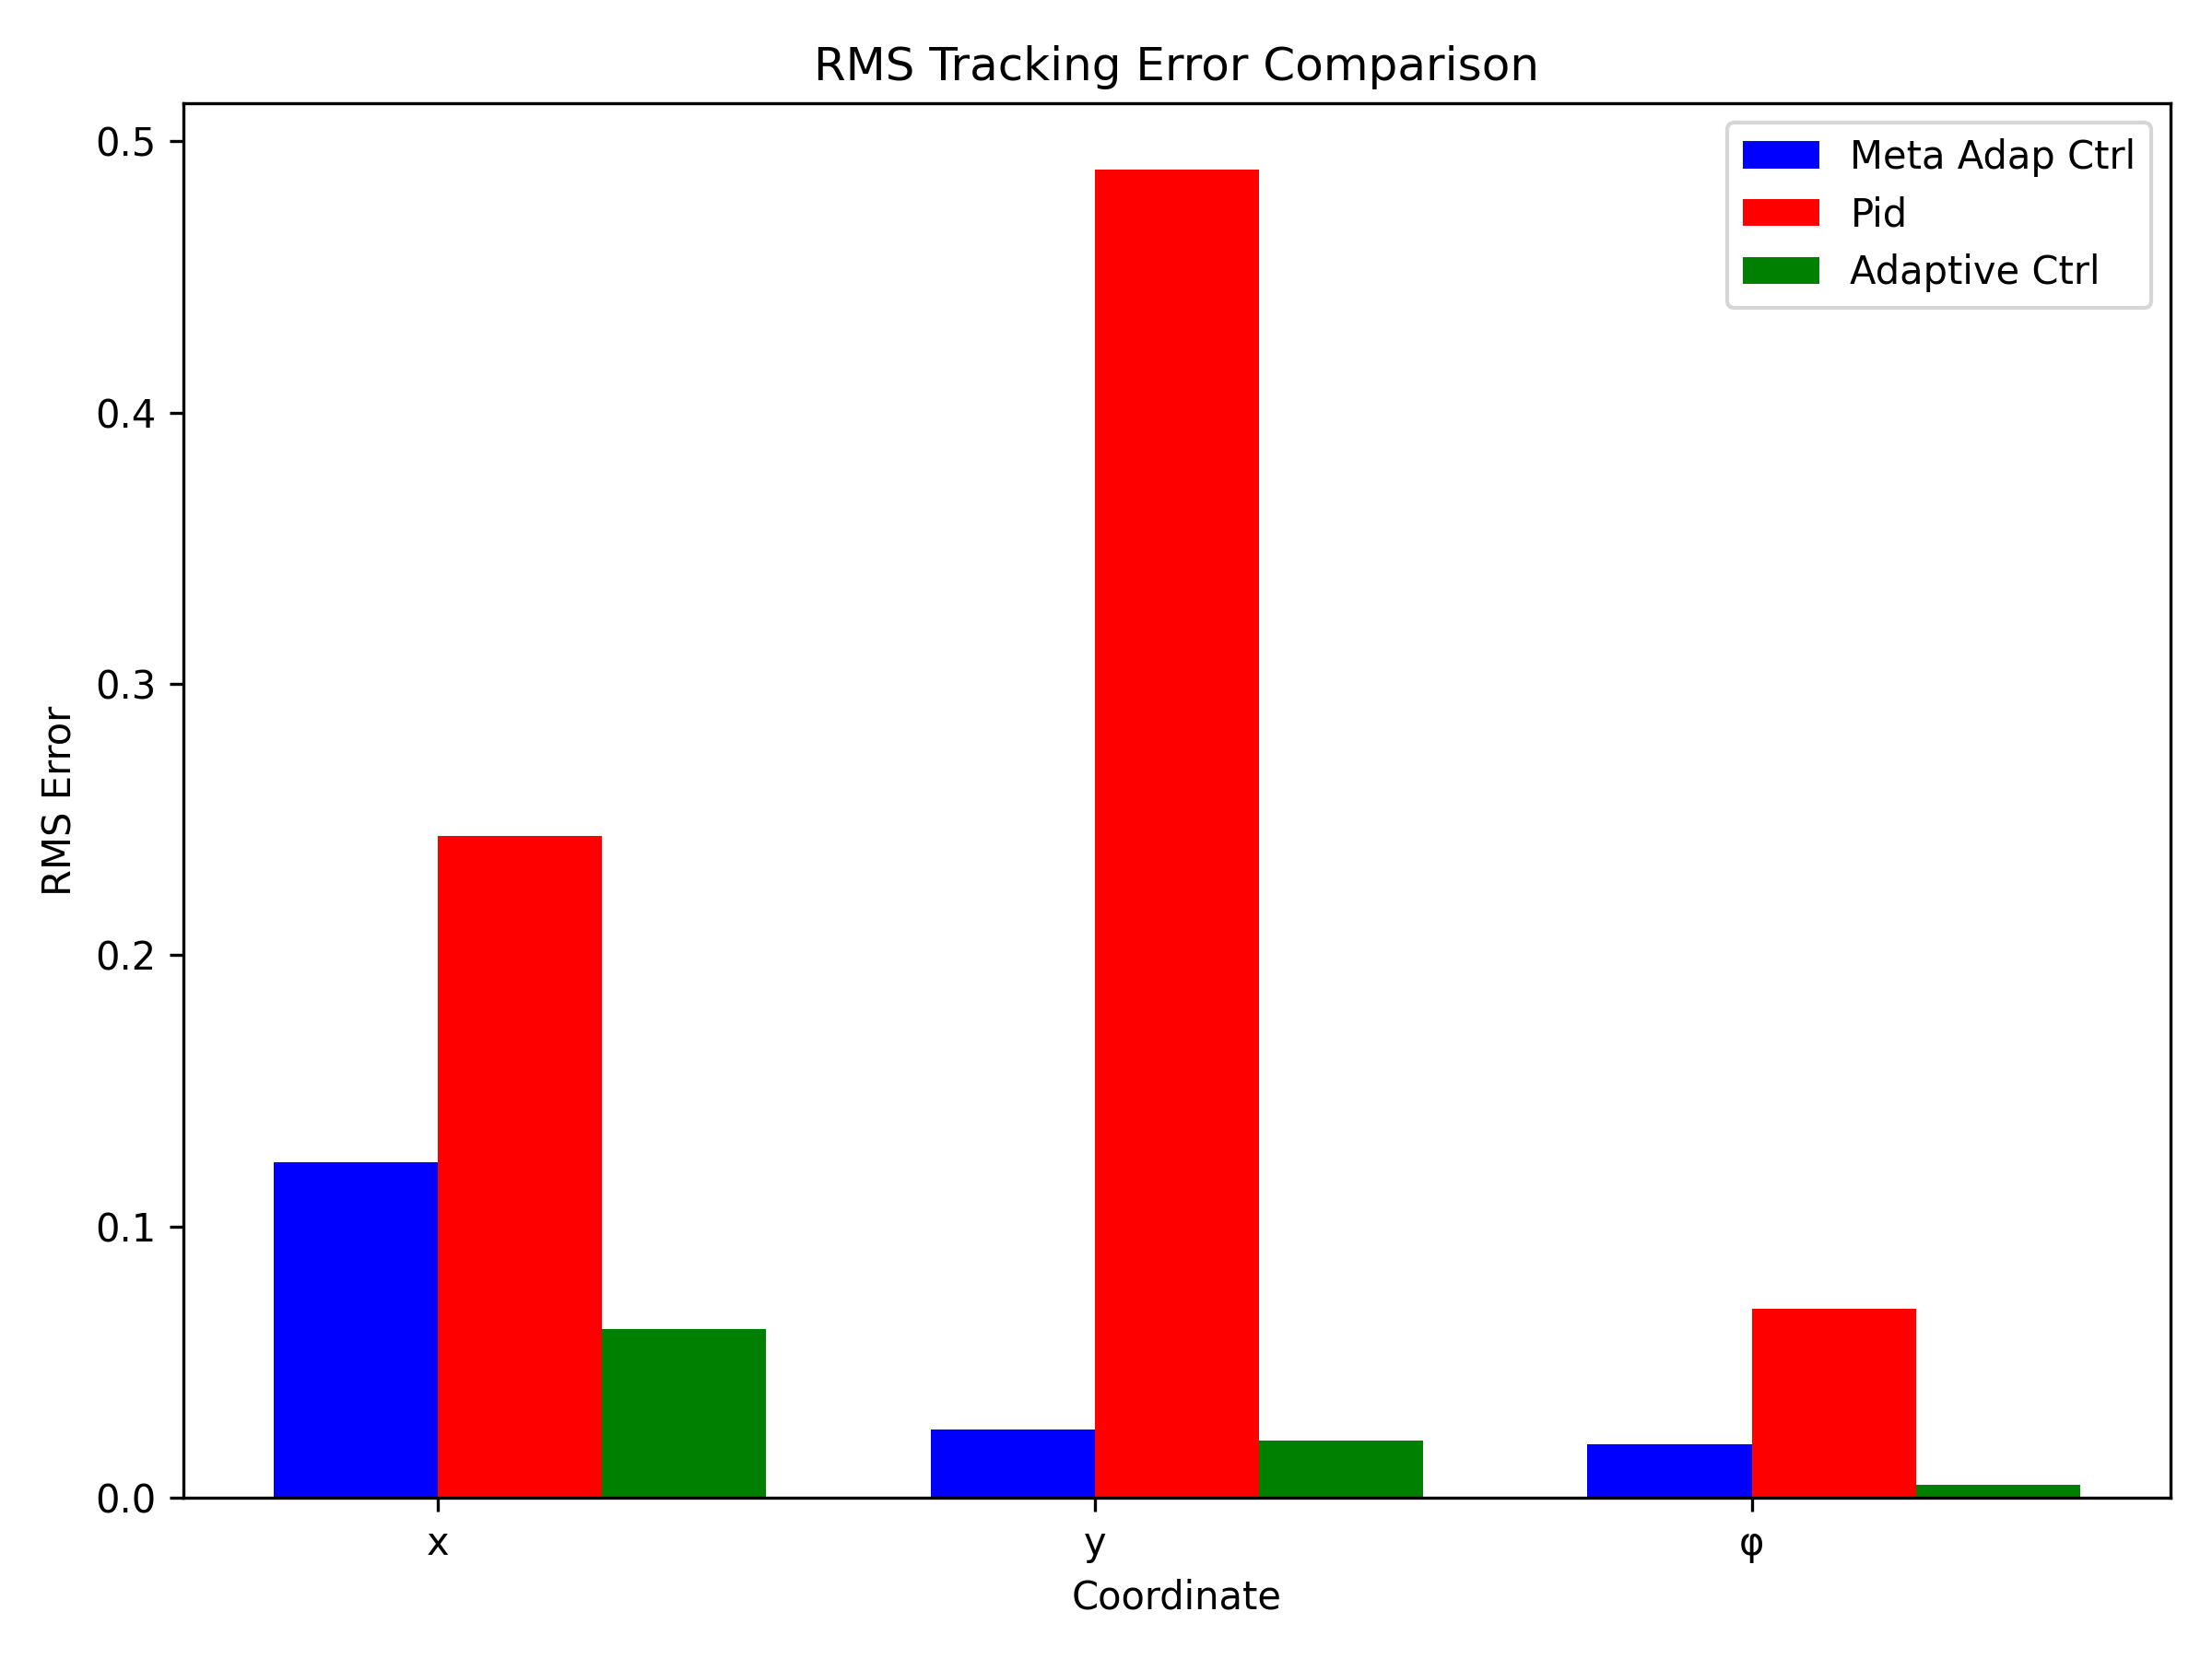 RMS Tracking Error Comparison
Meta Adap Ctrl
Pid
Adaptive Ctrl
RMS Error
0.5
0.4
0.3
0.2
0.1
0.0
x y φ
Coordinate